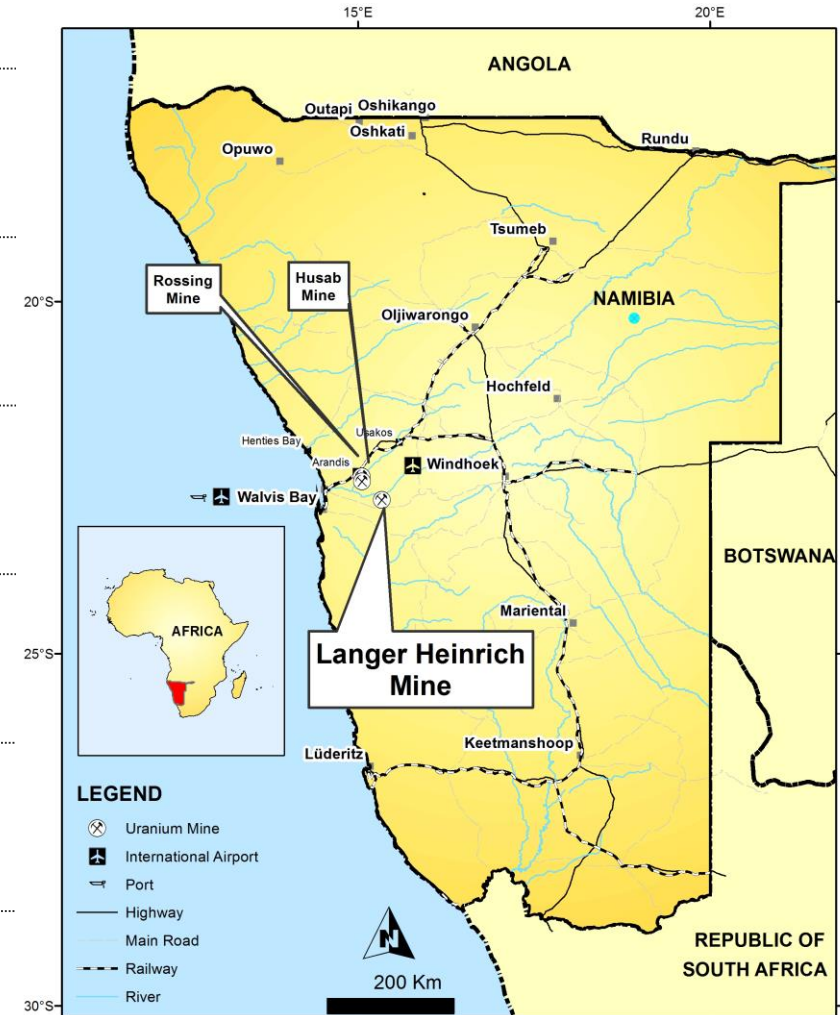 15°E
20°E
ANGOLA
Outapi
Oshikango
Oshkati
Opuwo
Rundu
Tsumeb
Rossing
Mine
Husab
Mine
20°S
NAMIBIA
Oljiwarongo
Hochfeld
Henties Bay
Usakos
Arandis
Windhoek
Walvis Bay
BOTSWANA
AFRICA
Mariental
Langer Heinrich
Mine
25°S
Keetmanshoop
Lüderitz
LEGEND
Uranium Mine
International Airport
Port
Highway
Main Road
Railway
River
N
200 Km
REPUBLIC OF
SOUTH AFRICA
30°S